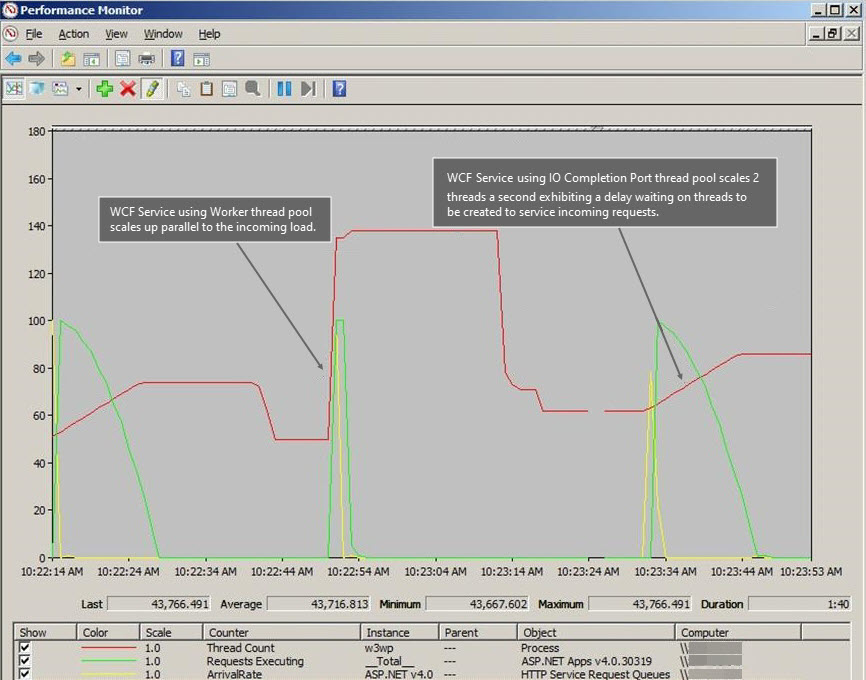 Performance Monitor
File Action View Window Help
180
160
140
120
100
80
60
40
20
0
WCF Service using Worker thread pool
scales up parallel to the incoming load.
WCF Service using IO Completion Port thread pool scales 2
threads a second exhibiting a delay waiting on threads to
be created to service incoming requests.
10:22:14 AM 10:22:24 AM 10:22:34 AM 10:22:44 AM 10:22:54 AM 10:23:04 AM 10:23:14 AM 10:23:24 AM 10:23:34 AM 10:23:44 AM 10:23:53 AM
Last 43,766.491 Average 43,716.813 Minimum 43,667.602 Maximum 43,766.491 Duration 1:40
Show Color Scale Counter Instance Parent Object Computer
1.0 Thread Count w3wp --- Process \\
1.0 Requests Executing __Total__ --- ASP.NET Apps v4.0.30319 \\
1.0 ArrivalRate ASP.NET v4.0 --- HTTP Service Request Queues \\